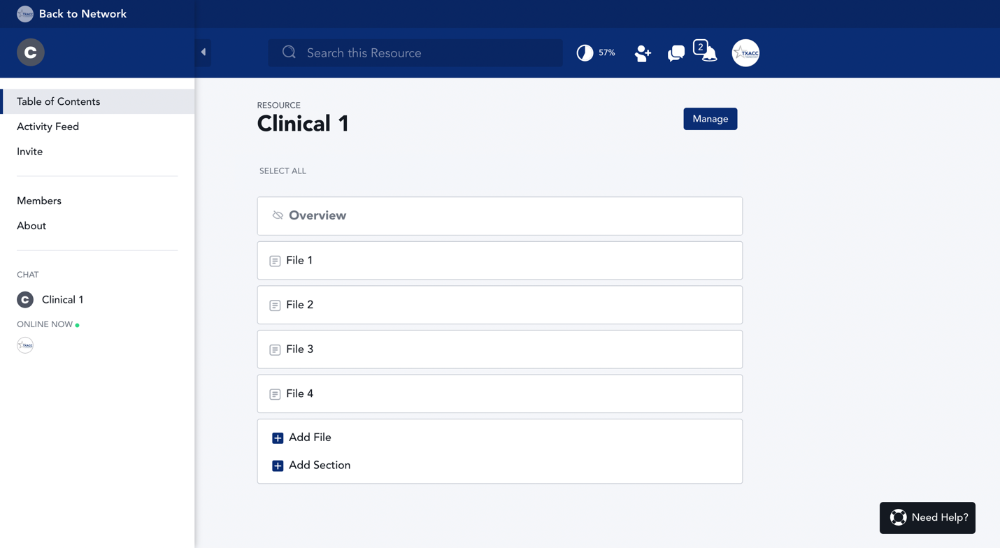 TXACC Back to Network
C
Search this Resource
57%
2
TXACC
Table of Contents
Activity Feed
Invite
Members
About
CHAT
C Clinical 1
ONLINE NOW
TXACC
RESOURCE
Clinical 1
Manage
SELECT ALL
Overview
File 1
File 2
File 3
File 4
Add File
Add Section
Need Help?